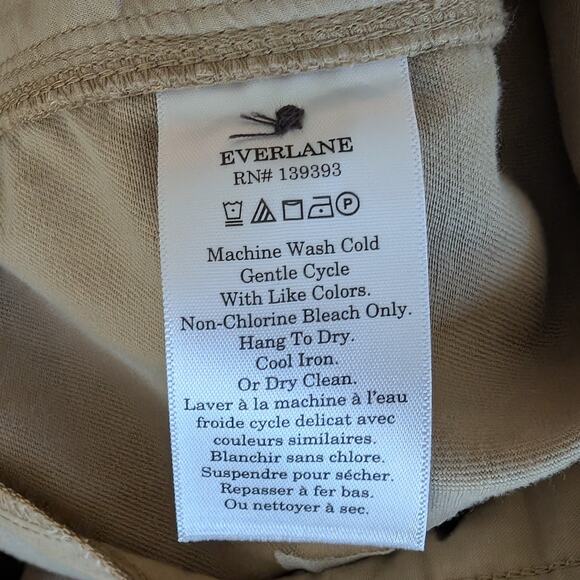 EVERLANE
RN# 139393
P
Machine Wash Cold
Gentle Cycle
With Like Colors.
Non-Chlorine Bleach Only.
Hang To Dry.
Cool Iron.
Or Dry Clean.
Laver à la machine à l'eau
froide cycle delicat avec
couleurs similaires.
Blanchir sans chlore.
Suspendre pour sécher.
Repasser à fer bas.
Ou nettoyer à sec.